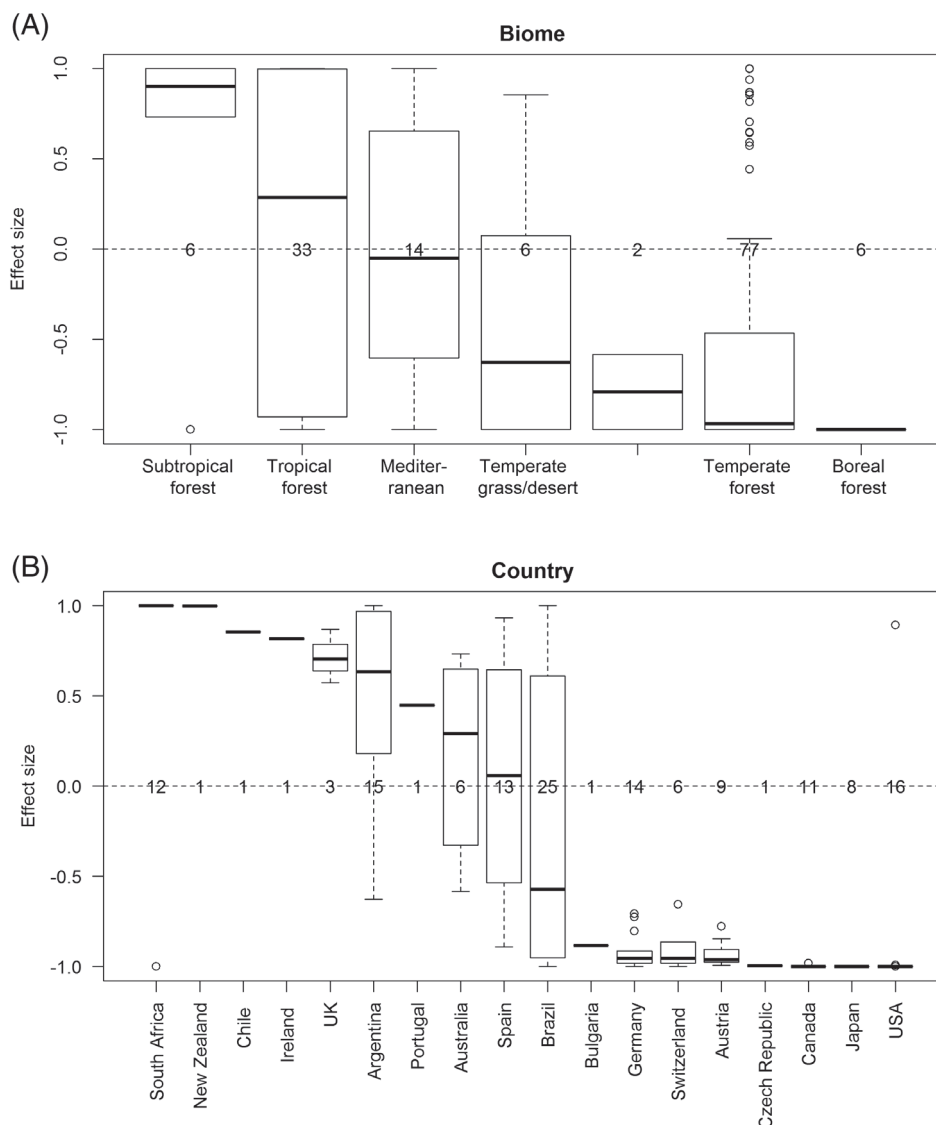 (A)
Biome
Effect size
1.0
0.5
0.0
-0.5
-1.0
6 33 14 6 2 77 6
Subtropical Tropical Mediter- Temperate Temperate Boreal
forest forest ranean grass/desert forest forest
(B)
Country
Effect size
1.0
0.5
0.0
-0.5
-1.0
12 1 1 1 3 15 1 6 13 25 1 14 6 9 1 11 8 16
South Africa
New Zealand
Chile
Ireland
UK
Argentina
Portugal
Australia
Spain
Brazil
Bulgaria
Germany
Switzerland
Austria
Czech Republic
Canada
Japan
USA